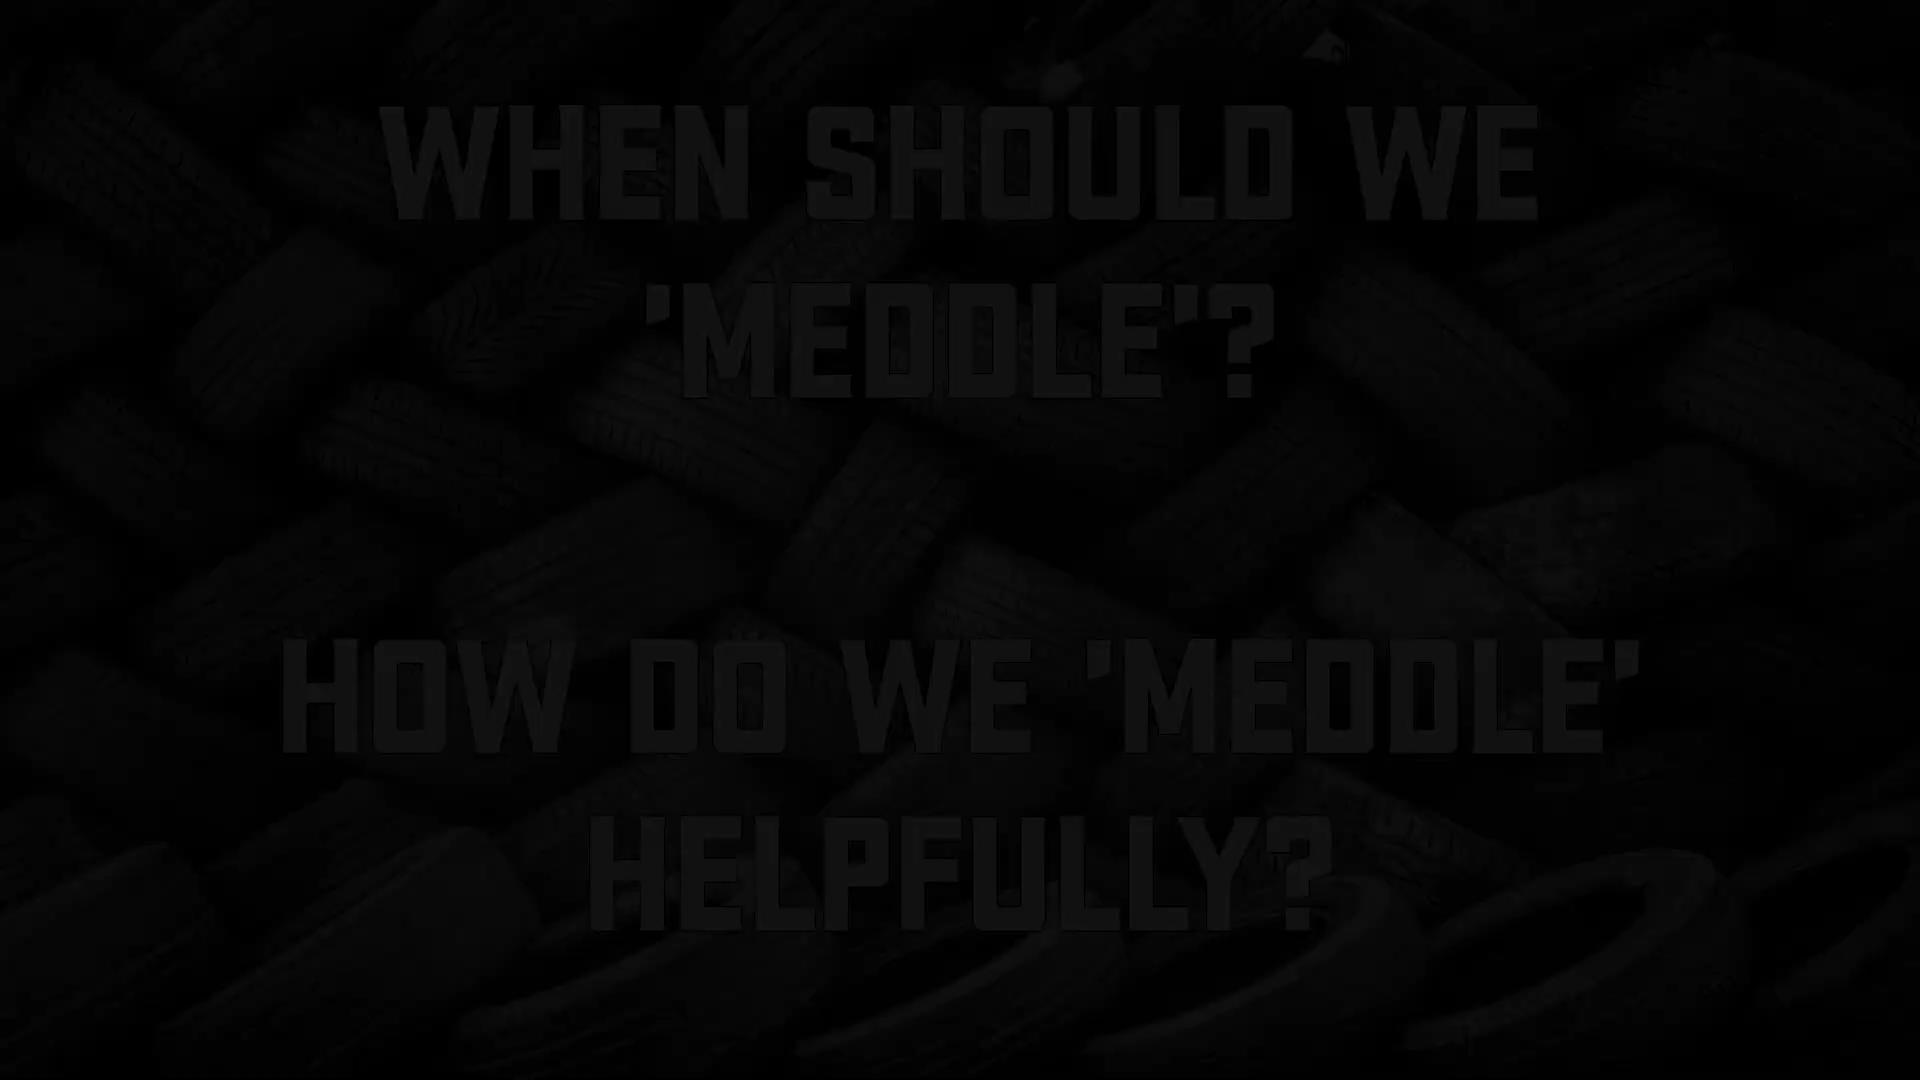 WHEN SHOULD WE
'MEDDLE'?
HOW DO WE 'MEDDLE'
HELPFULLY?